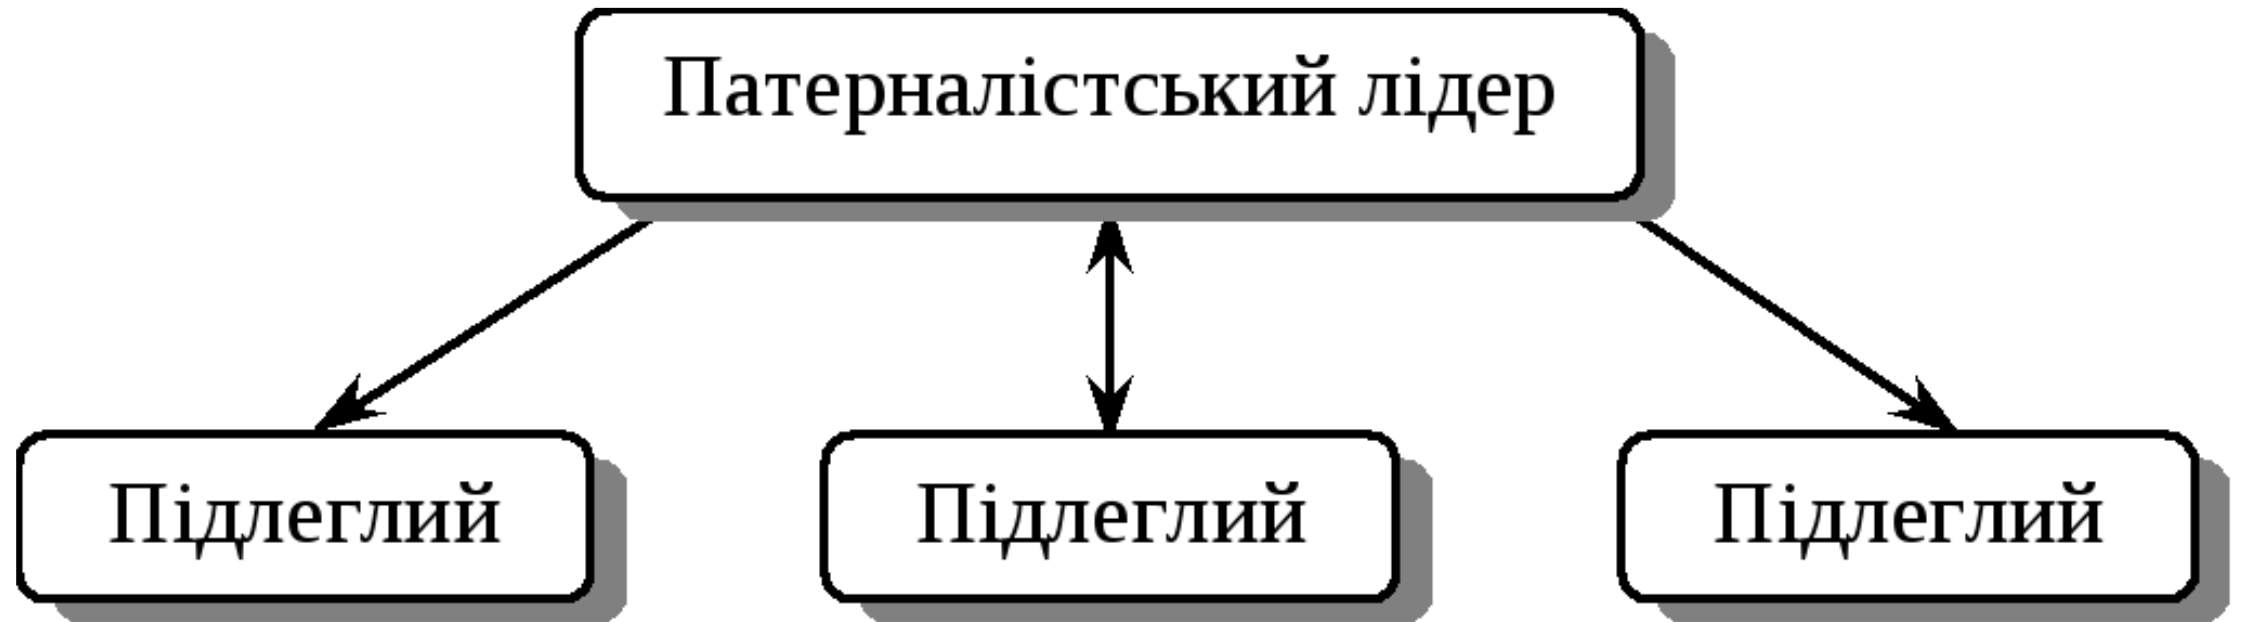 Патерналістський лідер
Підлеглий
Підлеглий
Підлеглий